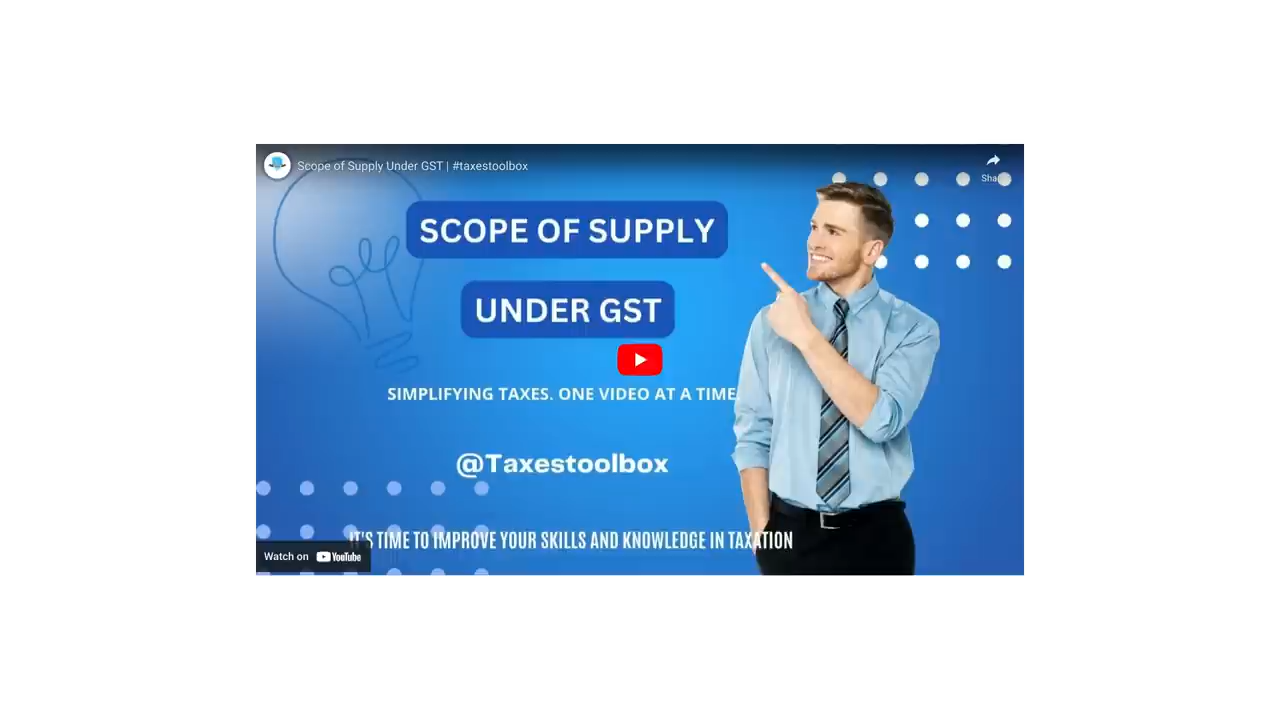 Scope of Supply Under GST | #taxestoolbox
SCOPE OF SUPPLY
UNDER GST
SIMPLIFYING TAXES. ONE VIDEO AT A TIME
@Taxestoolbox
IT'S TIME TO IMPROVE YOUR SKILLS AND KNOWLEDGE IN TAXATION
Watch on YouTube